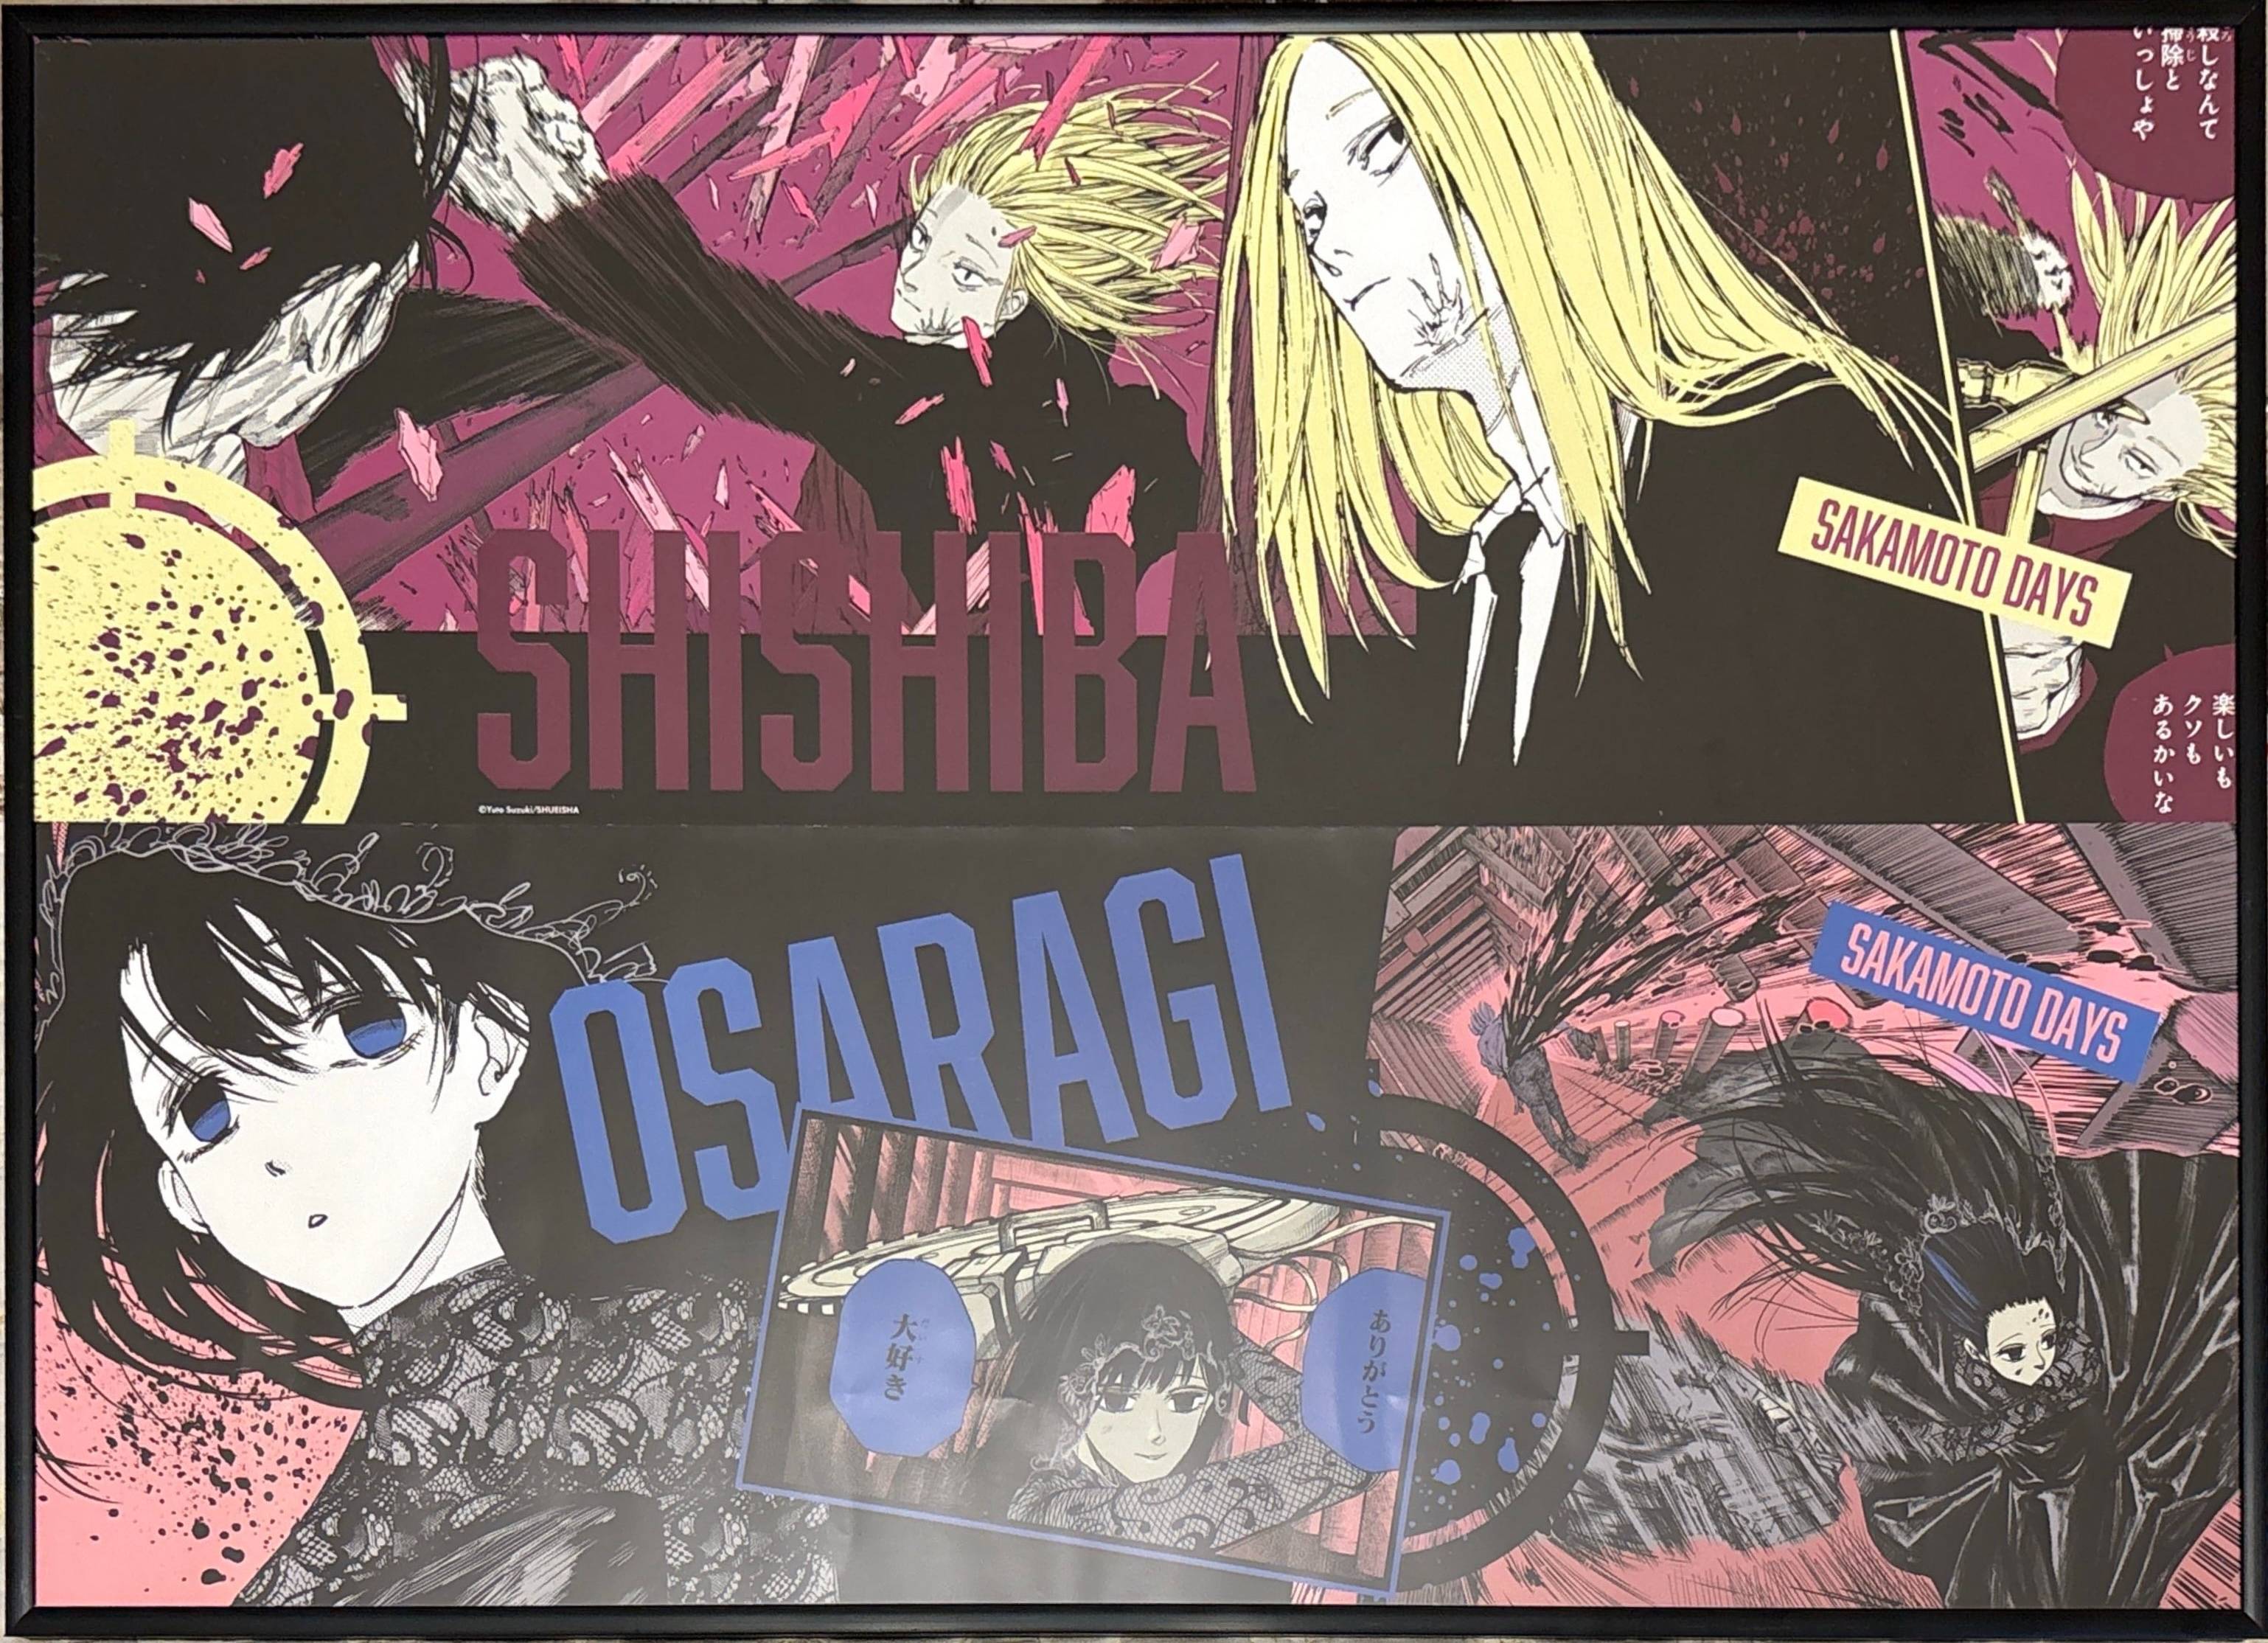 殺しなんて
掃除と
いっしょや
SAKAMOTO DAYS
SHISHIBA
楽しいも
クソも
あるかいな
©Yuto Suzuki/SHUEISHA
OSARAGI
SAKAMOTO DAYS
ありがとう
大好き